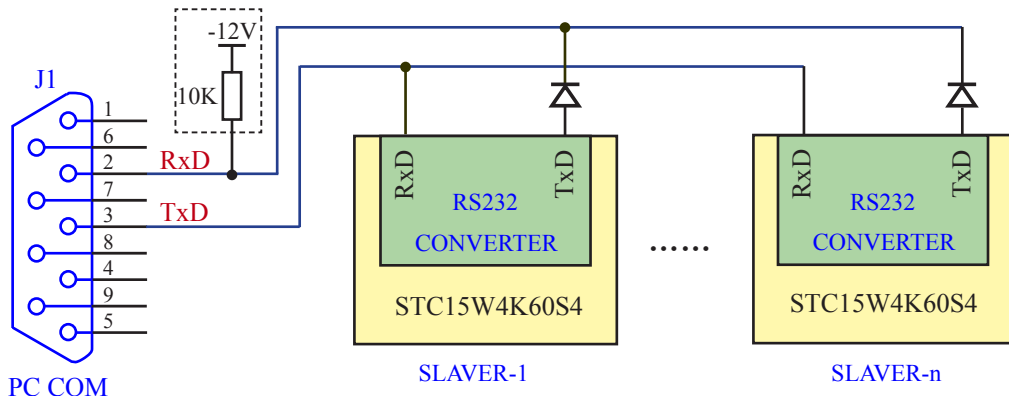 J1
-12V
10K
1
6
2
7
3
8
4
9
5
RxD
TxD
PC COM
RxD
TxD
RS232
CONVERTER
STC15W4K60S4
SLAVER-1
......
RxD
TxD
RS232
CONVERTER
STC15W4K60S4
SLAVER-n